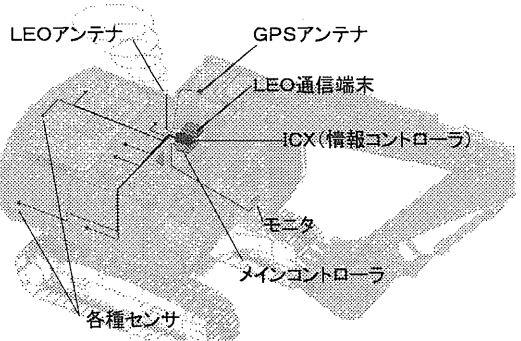 LEOアンテナ
GPSアンテナ
LEO通信端末
ICX(情報コントローラ)
モニタ
メインコントローラ
各種センサ